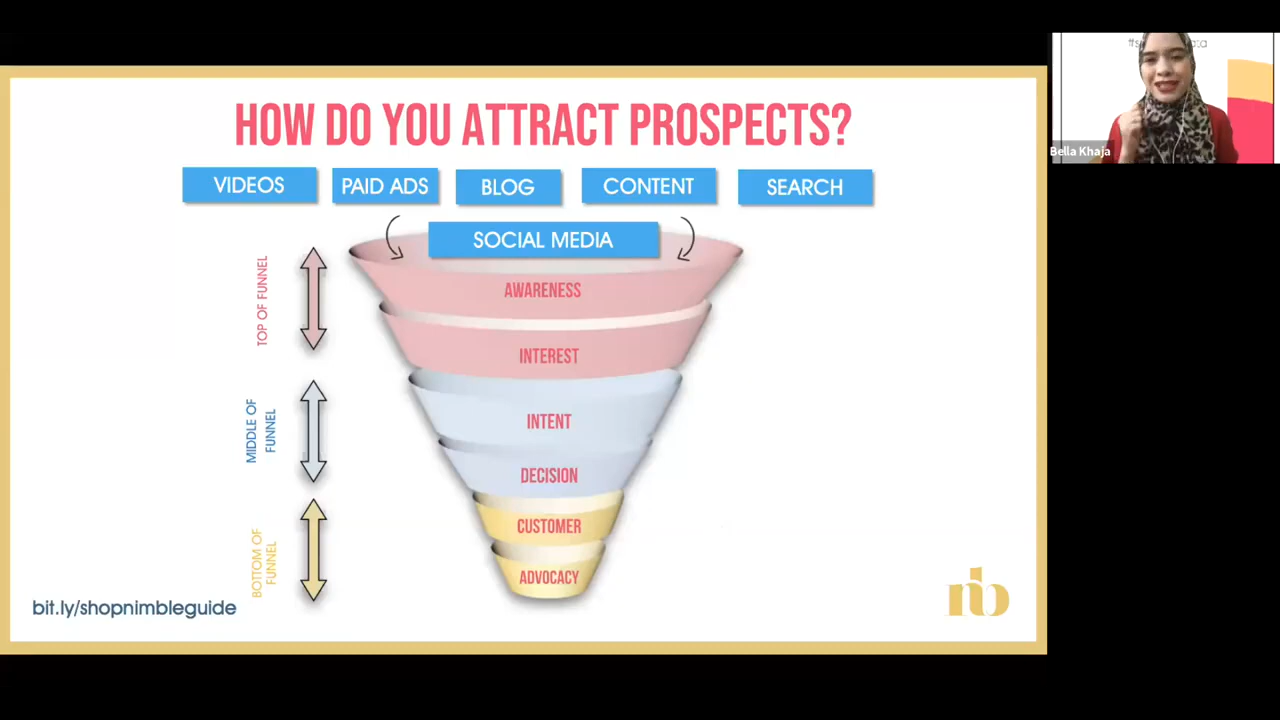 HOW DO YOU ATTRACT PROSPECTS?
VIDEOS
PAID ADS
BLOG
CONTENT
SEARCH
SOCIAL MEDIA
AWARENESS
INTEREST
INTENT
DECISION
CUSTOMER
ADVOCACY
TOP OF FUNNEL
MIDDLE OF
FUNNEL
BOTTOM OF
FUNNEL
bit.ly/shopnimbleguide
nb
Bella Khaja